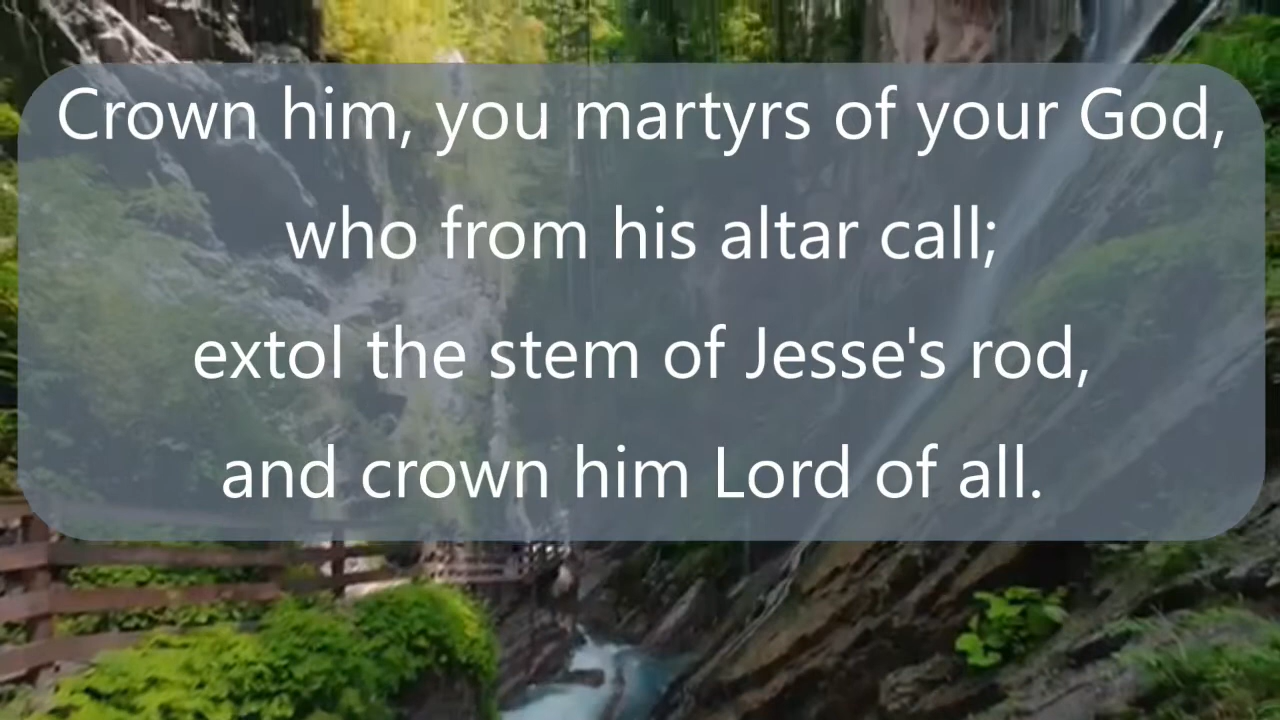 Crown him, you martyrs of your God,
who from his altar call;
extol the stem of Jesse's rod,
and crown him Lord of all.